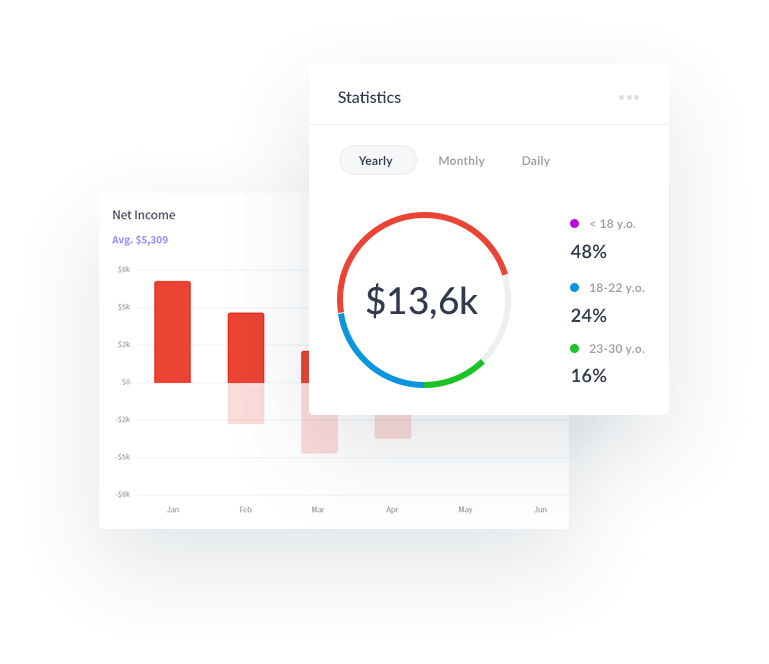 Statistics
Yearly
Monthly
Daily
$13,6k
< 18 y.o.
48%
18-22 y.o.
24%
23-30 y.o.
16%
Net Income
Avg. $5,309
$8k
$5k
$2k
$0
-$2k
-$5k
-$8k
Jan
Feb
Mar
Apr
May
Jun